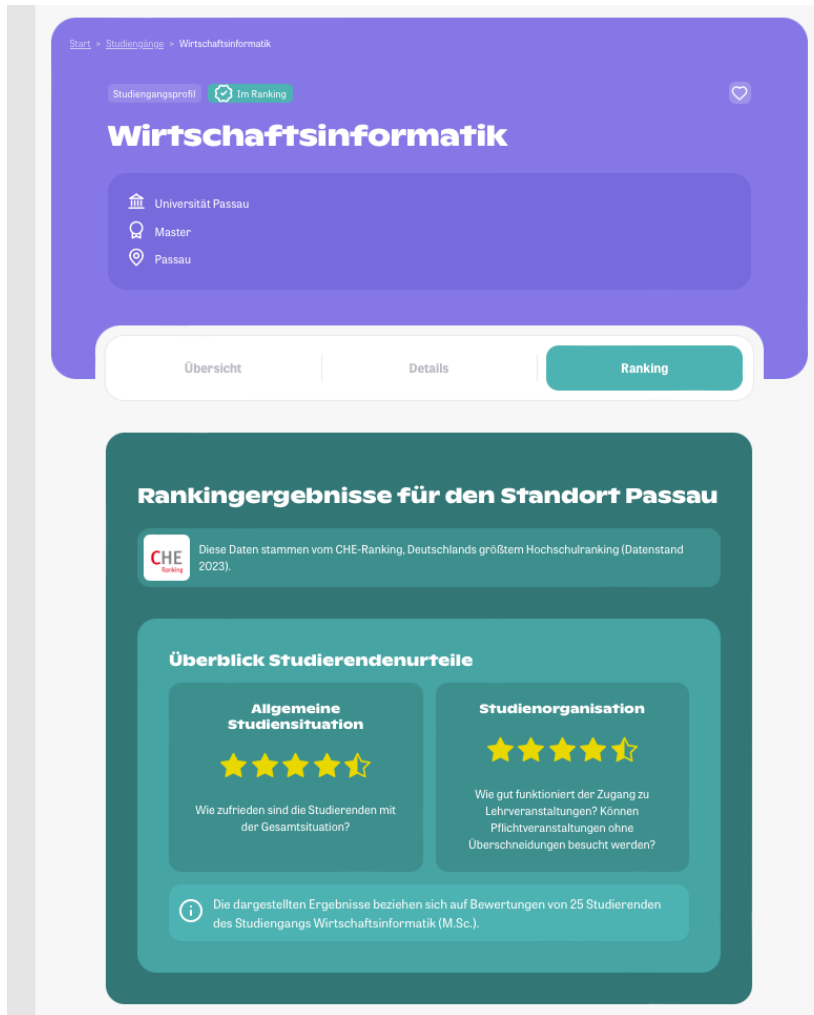 Start > Studiengänge > Wirtschaftsinformatik
Studiengangsprofil Im Ranking
Wirtschaftsinformatik
Universität Passau
Master
Passau
Übersicht Details Ranking
Rankingergebnisse für den Standort Passau
CHE Ranking
Diese Daten stammen vom CHE-Ranking, Deutschlands größtem Hochschulranking (Datenstand
2023).
Überblick Studierendenurteile
Allgemeine
Studiensituation
Wie zufrieden sind die Studierenden mit
der Gesamtsituation?
Studienorganisation
Wie gut funktioniert der Zugang zu
Lehrveranstaltungen? Können
Pflichtveranstaltungen ohne
Überschneidungen besucht werden?
Die dargestellten Ergebnisse beziehen sich auf Bewertungen von 25 Studierenden
des Studiengangs Wirtschaftsinformatik (M.Sc.).